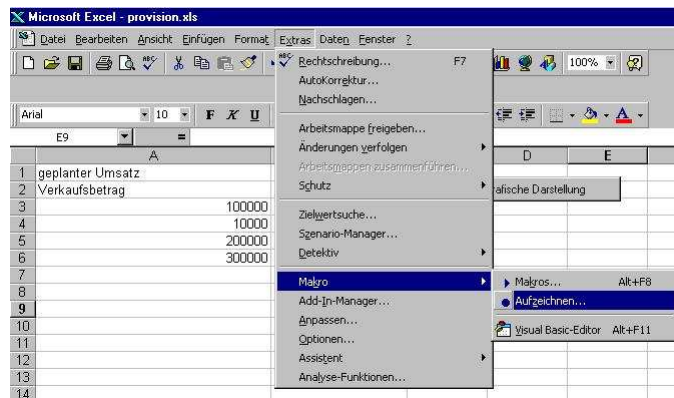 Microsoft Excel - provision.xls
Datei Bearbeiten Ansicht Einfügen Format Extras Daten Fenster ?
100%
Arial 10 F K U
E9 =
A D E
1 geplanter Umsatz
2 Verkaufsbetrag
3 100000
4 10000
5 200000
6 300000
7
8
9
10
11
12
13
14
afische Darstellung
Rechtschreibung... F7
AutoKorrektur...
Nachschlagen...
Arbeitsmappe freigeben...
Änderungen verfolgen
Arbeitsmappen zusammenführen...
Schutz
Zielwertsuche...
Szenario-Manager...
Detektiv
Makro
Add-In-Manager...
Anpassen...
Optionen...
Assistent
Analyse-Funktionen...
Makros... Alt+F8
Aufzeichnen...
Visual Basic-Editor Alt+F11